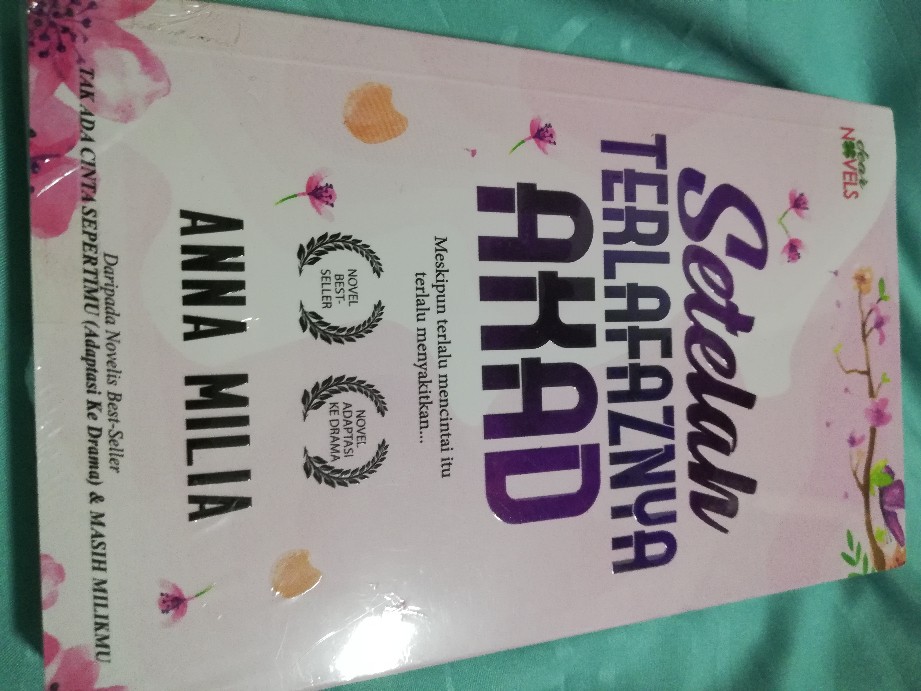 dear
NOVELS
Setelah
TERLAFAZNYA
AKAD
Meskipun terlalu mencintai itu
terlalu menyakitkan...
NOVEL
BEST-
SELLER
NOVEL
ADAPTASI
KE DRAMA
ANNA MILIA
Daripada Novelis Best-Seller
TAK ADA CINTA SEPERTIMU (Adaptasi Ke Drama) & MASIH MILIKMU